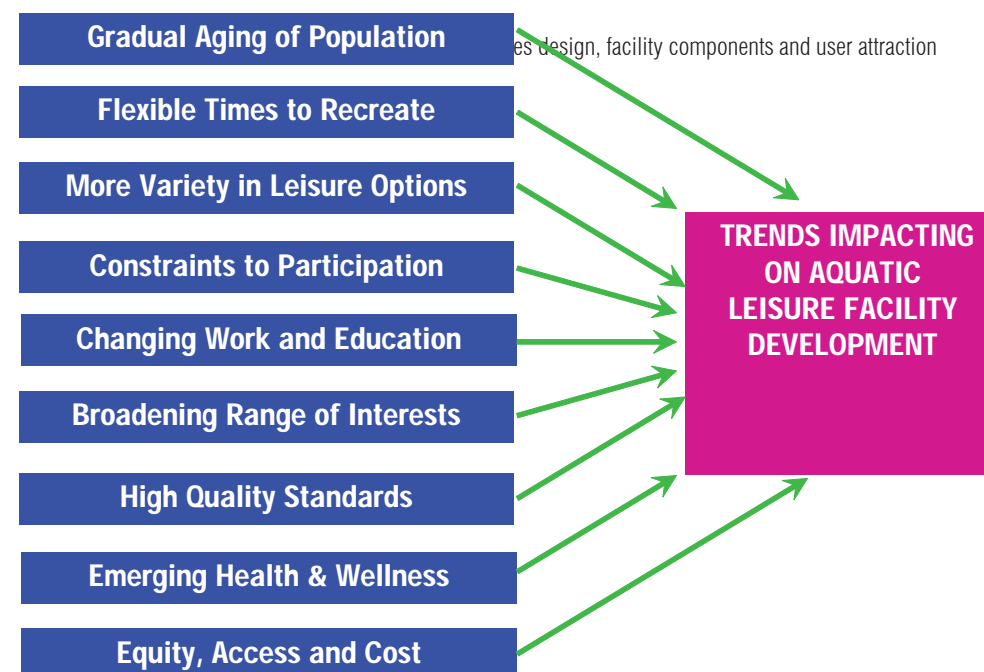 Gradual Aging of Population
design, facility components and user attraction
Flexible Times to Recreate
More Variety in Leisure Options
Constraints to Participation
Changing Work and Education
Broadening Range of Interests
High Quality Standards
Emerging Health & Wellness
Equity, Access and Cost
TRENDS IMPACTING
ON AQUATIC
LEISURE FACILITY
DEVELOPMENT